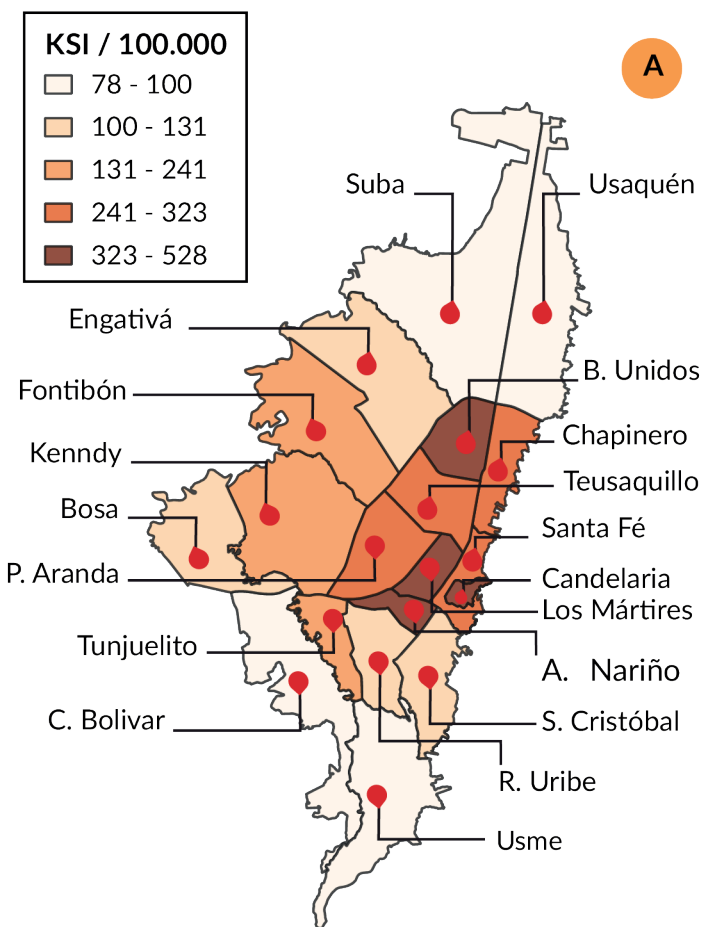 KSI / 100.000
78 - 100
100 - 131
131 - 241
241 - 323
323 - 528
A
Suba
Usaquén
Engativá
B. Unidos
Fontibón
Chapinero
Kenndy
Teusaquillo
Bosa
Santa Fé
P. Aranda
Candelaria
Los Mártires
Tunjuelito
A. Nariño
C. Bolivar
S. Cristóbal
R. Uribe
Usme